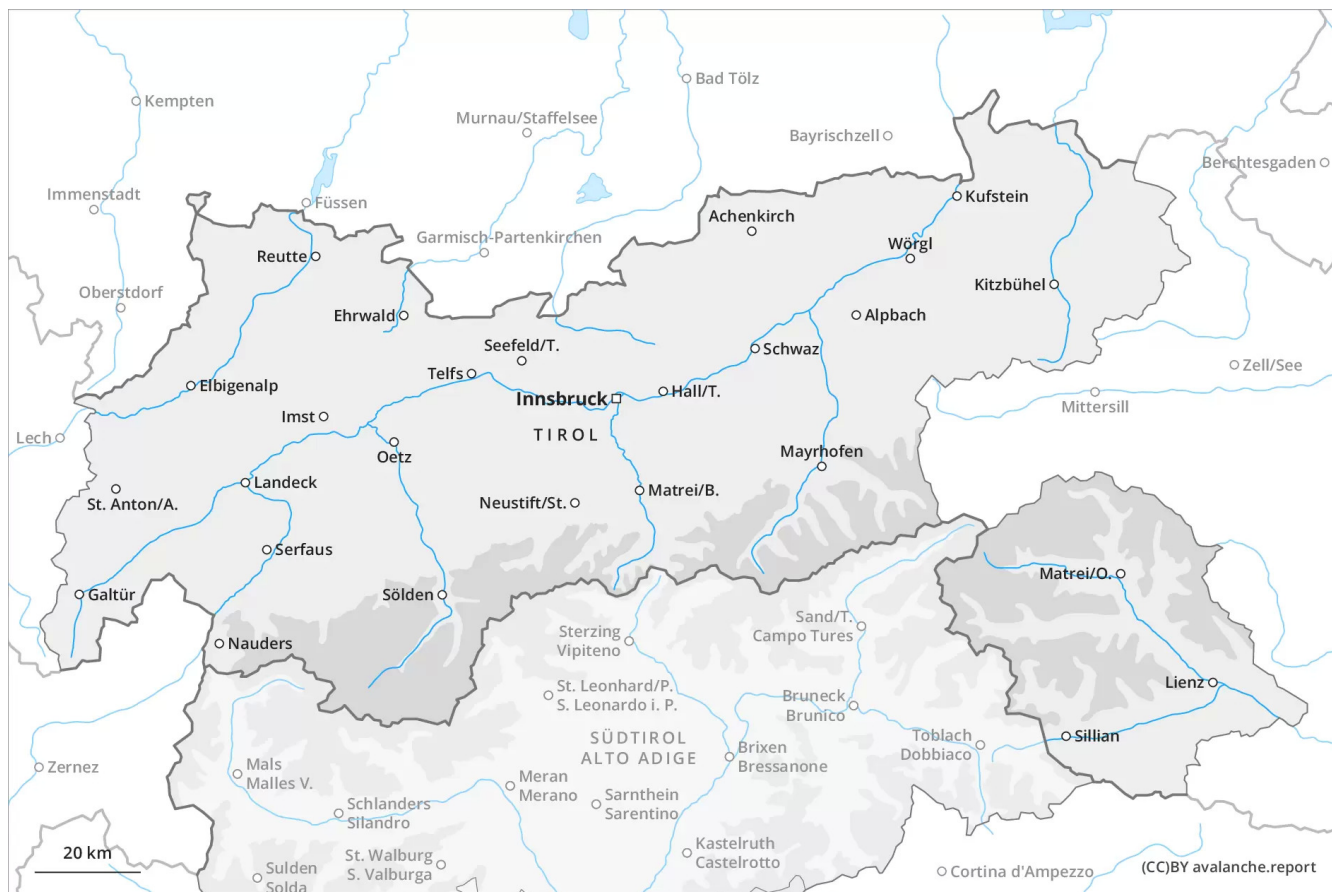 Kempten
Bad Tölz
Murnau/Staffelsee
Bayrischzell
Berchtesgaden
Immenstadt
Füssen
Kufstein
Achenkirch
Garmisch-Partenkirchen
Wörgl
Reutte
Oberstdorf
Kitzbühel
Ehrwald
Alpbach
Seefeld/T.
Schwaz
Zell/See
Telfs
Elbigenalp
Innsbruck
Hall/T.
Mittersill
Imst
Lech
TIROL
Oetz
Mayrhofen
Landeck
St. Anton/A.
Neustift/St.
Matrei/B.
Serfaus
Matrei/O.
Galtür
Sölden
Sand/T.
Campo Tures
Sterzing
Vipiteno
Nauders
Lienz
St. Leonhard/P.
S. Leonardo i. P.
Bruneck
Brunico
SÜDTIROL
ALTO ADIGE
Toblach
Dobbiaco
Sillian
Brixen
Bressanone
Zernez
Mals
Malles V.
Meran
Merano
Sarnthein
Sarentino
Schlanders
Silandro
20 km
St. Walburg
S. Valburga
Kastelruth
Castelrotto
Sulden
Solda
Cortina d'Ampezzo
(CC)BY avalanche.report